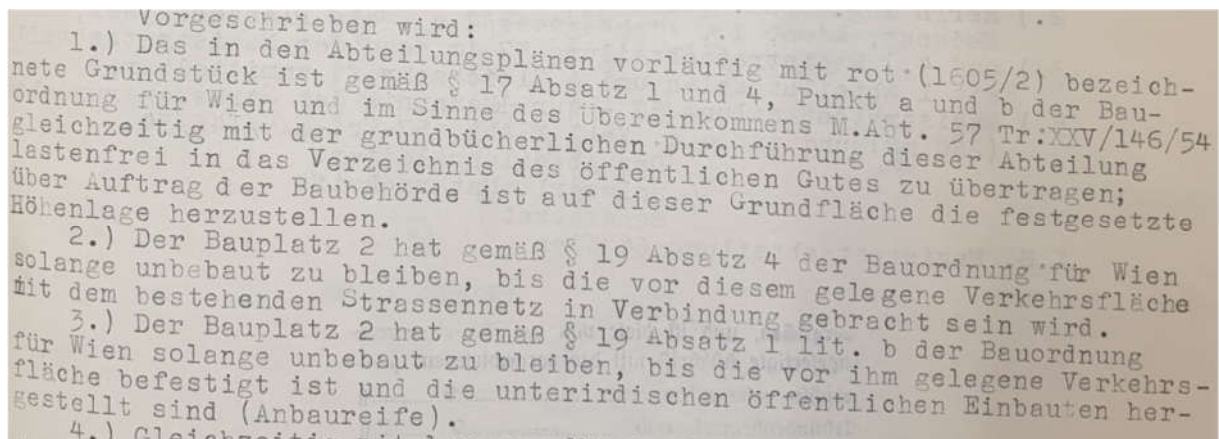 Vorgeschrieben wird:
1.) Das in den Abteilungsplänen vorläufig mit rot (1605/2) bezeich-
nete Grundstück ist gemäß § 17 Absatz 1 und 4, Punkt a und b der Bau-
ordnung für Wien und im Sinne des Übereinkommens M.Abt. 57 Tr:XXV/146/54
gleichzeitig mit der grundbücherlichen Durchführung dieser Abteilung
lastenfrei in das Verzeichnis des öffentlichen Gutes zu übertragen;
über Auftrag der Baubehörde ist auf dieser Grundfläche die festgesetzte
Höhenlage herzustellen.
2.) Der Bauplatz 2 hat gemäß § 19 Absatz 4 der Bauordnung für Wien
solange unbebaut zu bleiben, bis die vor diesem gelegene Verkehrsfläche
mit dem bestehenden Strassennetz in Verbindung gebracht sein wird.
3.) Der Bauplatz 2 hat gemäß § 19 Absatz 1 lit. b der Bauordnung
für Wien solange unbebaut zu bleiben, bis die vor ihm gelegene Verkehrs-
fläche befestigt ist und die unterirdischen öffentlichen Einbauten her-
gestellt sind (Anbaureife).
4.) Gleichzeitig mit